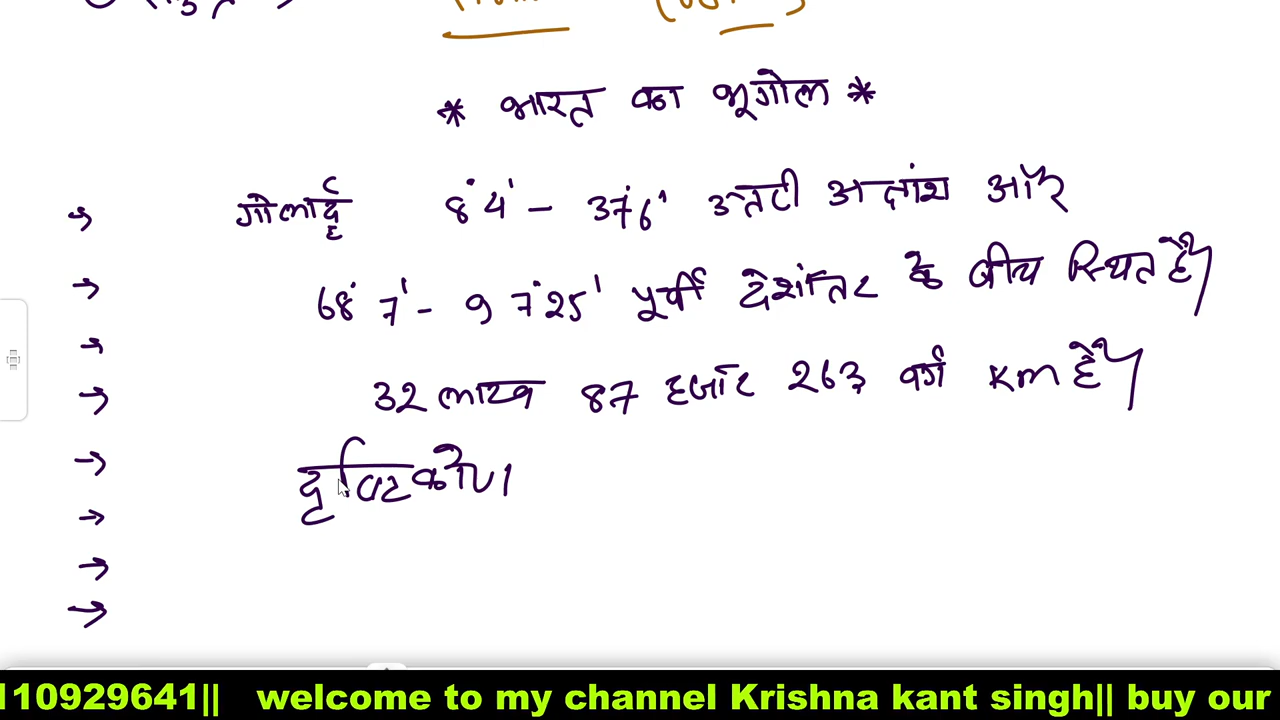 * भारत का भूगोल *
→ गोलार्द्ध 8°4' – 37°6' उत्तरी अक्षांश और
→ 68°7' – 97°25' पूर्वी देशांतर के बीच स्थित है।
→
→ 32 लाख 87 हजार 263 वर्ग km है।
→ दृष्टिकोण
→
→
→
110929641|| welcome to my channel Krishna kant singh|| buy our